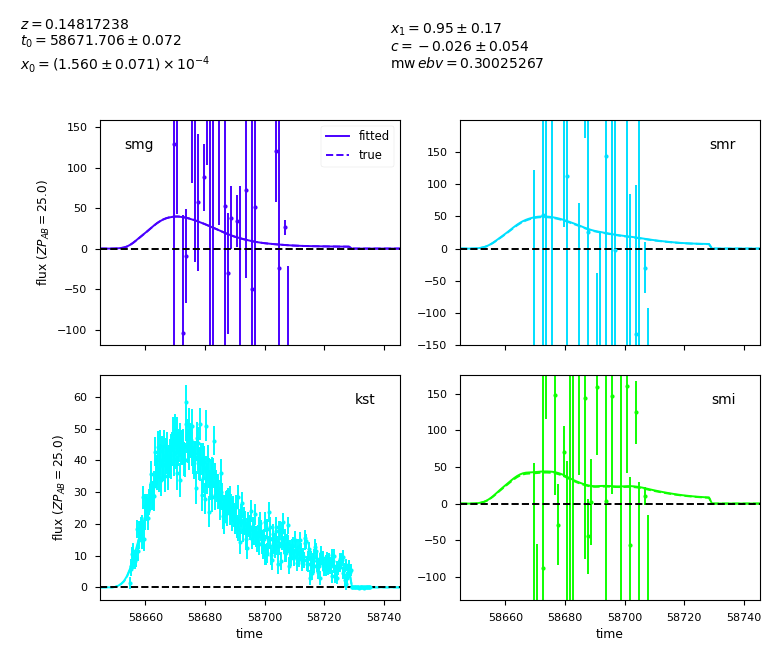 z = 0.14817238
t₀ = 58671.706 ± 0.072
x₀ = (1.560 ± 0.071) × 10⁻⁴
x₁ = 0.95 ± 0.17
c = −0.026 ± 0.054
mw ebv = 0.30025267
smg
fitted
true
150
100
50
0
−50
−100
flux (ZP_AB = 25.0)
smr
150
100
50
0
−50
−100
−150
kst
60
50
40
30
20
10
0
flux (ZP_AB = 25.0)
58660 58680 58700 58720 58740
time
smi
150
100
50
0
−50
−100
58660 58680 58700 58720 58740
time